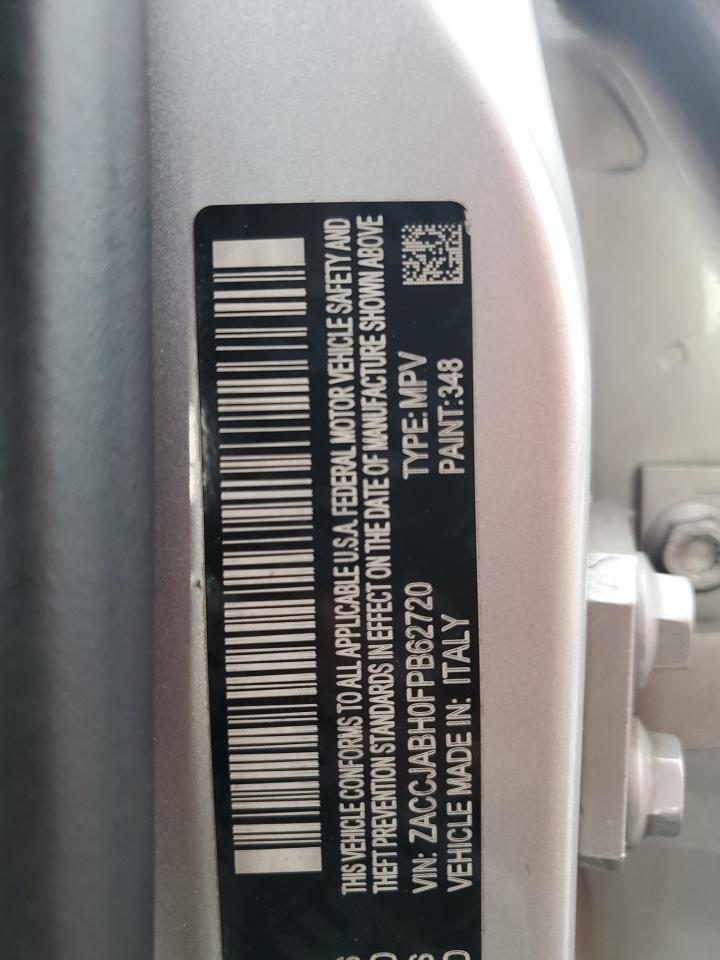 THIS VEHICLE CONFORMS TO ALL APPLICABLE U.S.A. FEDERAL MOTOR VEHICLE SAFETY AND
THEFT PREVENTION STANDARDS IN EFFECT ON THE DATE OF MANUFACTURE SHOWN ABOVE
VIN: ZACCJABH0FPB62720 TYPE: MPV
VEHICLE MADE IN: ITALY PAINT: 348